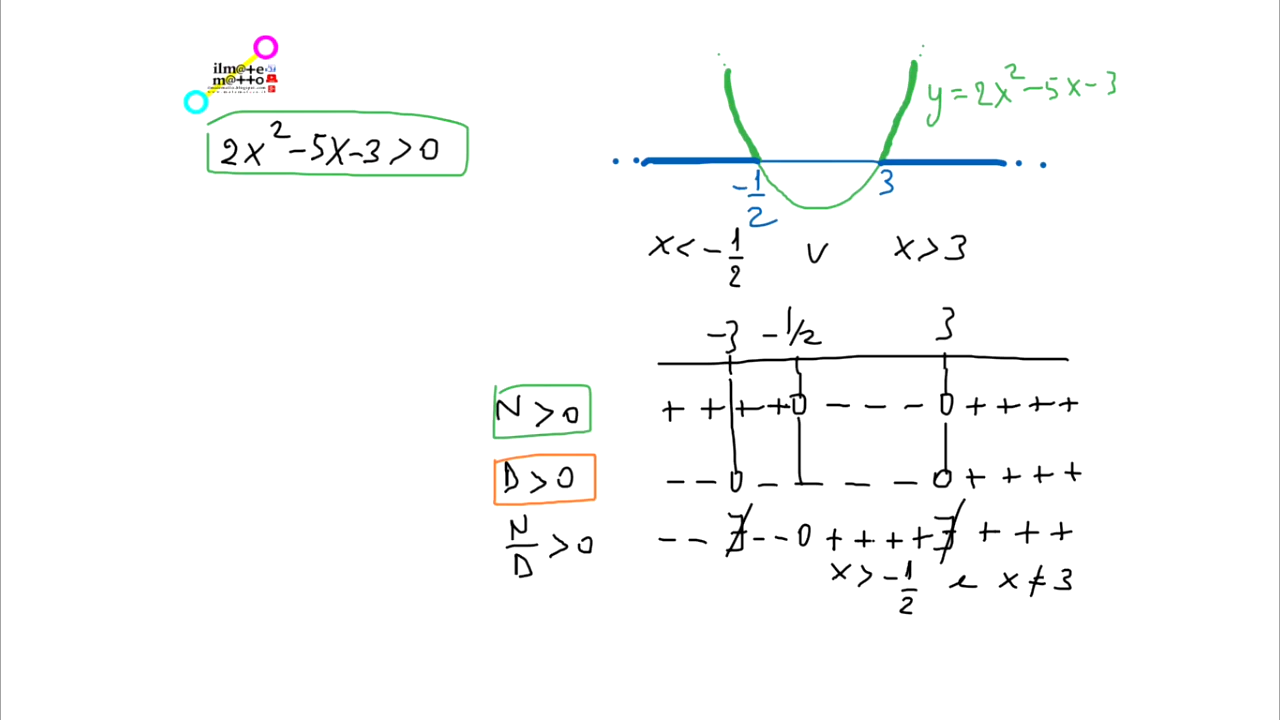 ilm@+e
m@++o
2x²-5x-3>0
y=2x²-5x-3
-1/2 3
x<-1/2 v x>3
-3 -1/2 3
N>0 + + + + 0 - - - 0 + + + +
D>0 - - 0 - - - - 0 + + + +
N/D>0 - - ∄ - - 0 + + + + ∄ + + +
x>-1/2 e x≠3